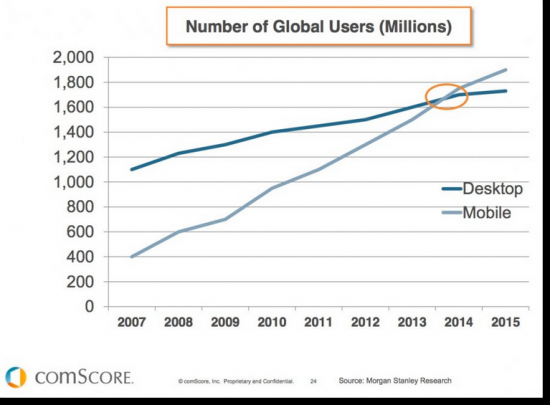 Number of Global Users (Millions)
2,000
1,800
1,600
1,400
1,200
1,000
800
600
400
200
0
Desktop
Mobile
2007 2008 2009 2010 2011 2012 2013 2014 2015
comSCORE.
© comScore, Inc. Proprietary and Confidential. 24 Source: Morgan Stanley Research